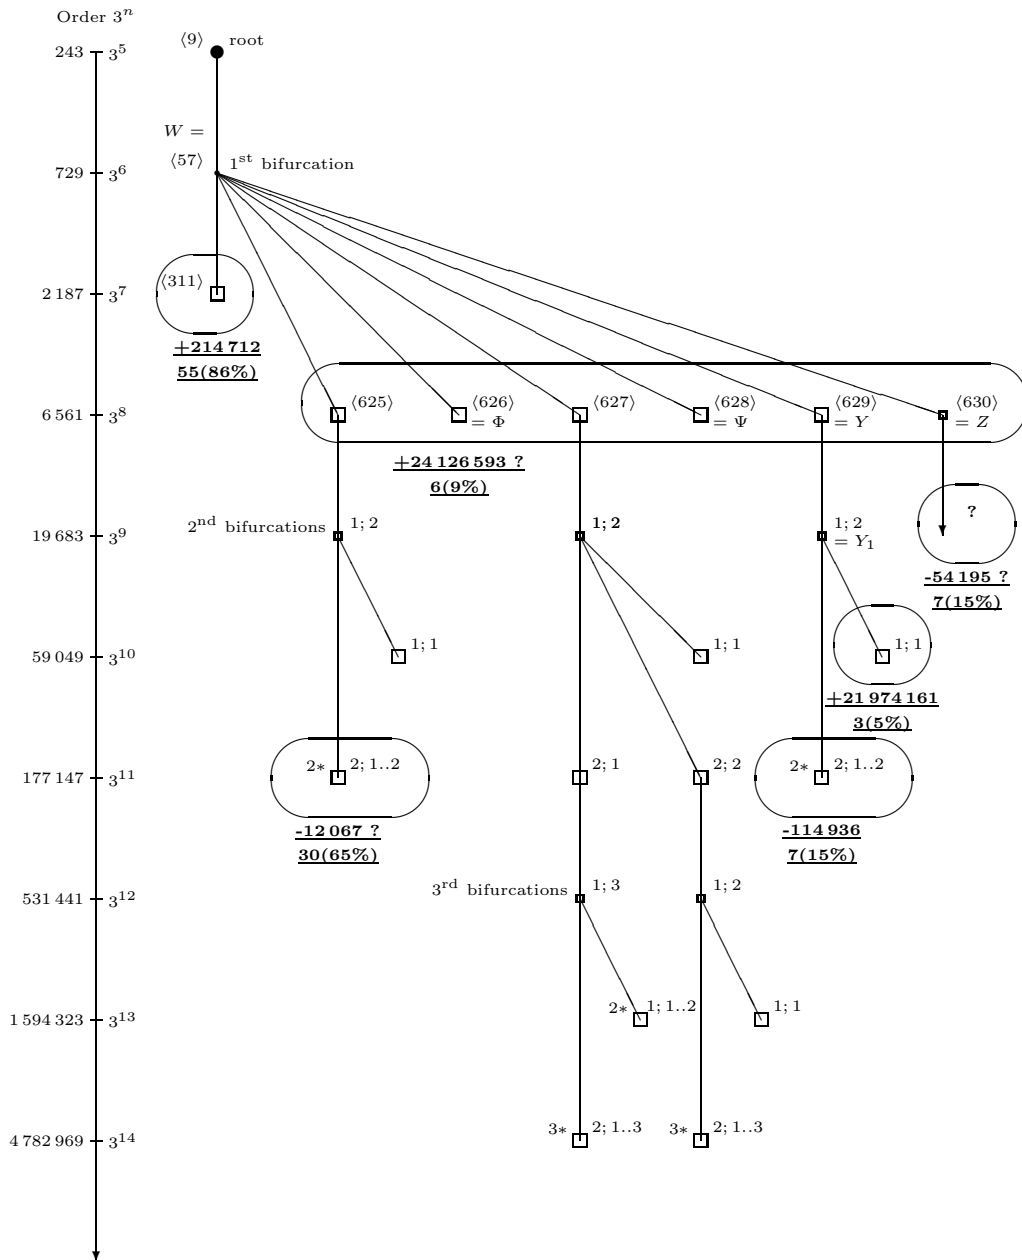 Order 3^n
243 3^5 ⟨9⟩ root
W =
729 3^6 ⟨57⟩ 1st bifurcation
2 187 3^7 ⟨311⟩
+214 712
55(86%)
6 561 3^8 ⟨625⟩ ⟨626⟩ ⟨627⟩ ⟨628⟩ ⟨629⟩ ⟨630⟩
= Φ = Ψ = Y = Z
+24 126 593 ?
6(9%)
?
19 683 3^9 2nd bifurcations 1; 2 1; 2 1; 2
= Y_1
-54 195 ?
7(15%)
59 049 3^10 1; 1 1; 1 1; 1
+21 974 161
3(5%)
177 147 3^11 2* 2; 1..2 2; 1 2; 2 2* 2; 1..2
-12 067 ? -114 936
30(65%) 7(15%)
531 441 3^12 3rd bifurcations 1; 3 1; 2
1 594 323 3^13 2* 1; 1..2 1; 1
4 782 969 3^14 3* 2; 1..3 3* 2; 1..3